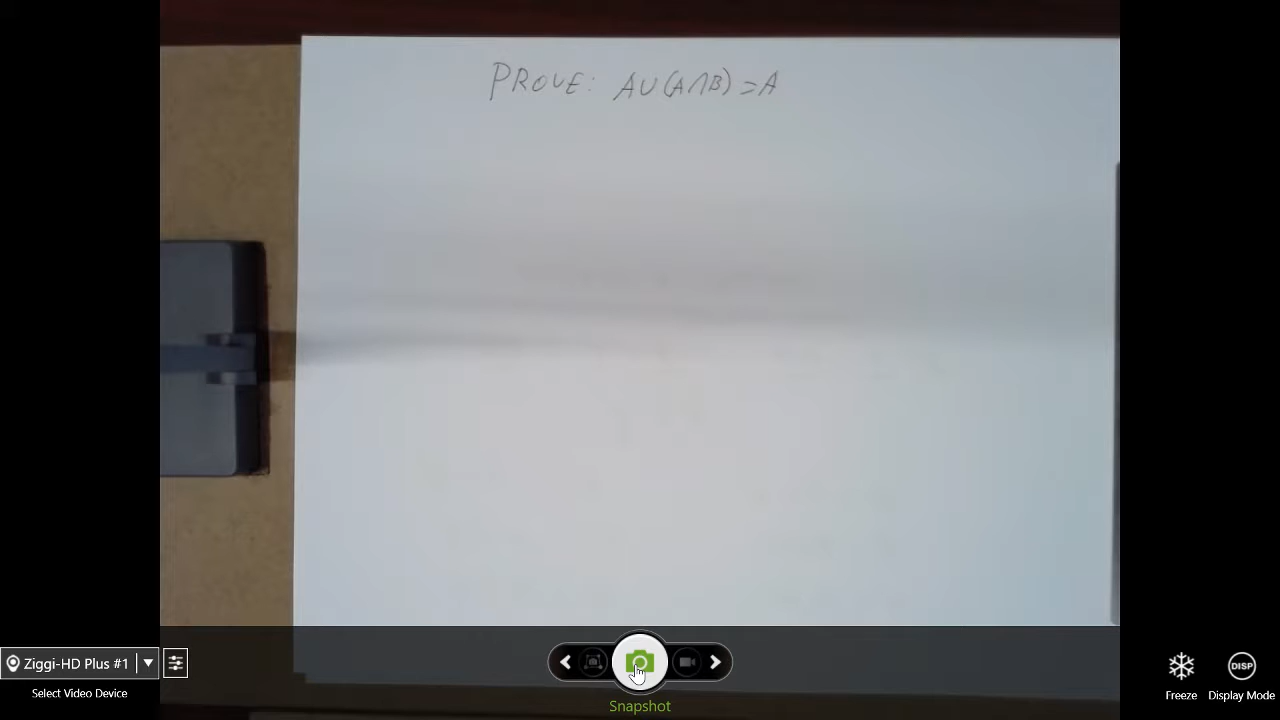 PROVE: A∪(A∩B)=A
Ziggi-HD Plus #1
Select Video Device
Snapshot
Freeze
DISP
Display Mode